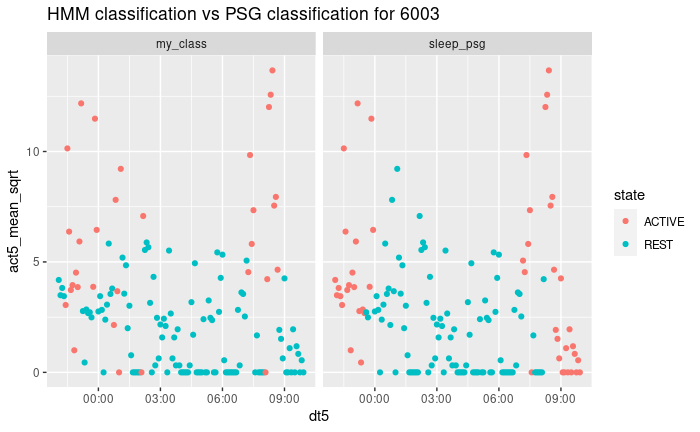 HMM classification vs PSG classification for 6003
my_class
sleep_psg
act5_mean_sqrt
10
5
0
state
ACTIVE
REST
00:00 03:00 06:00 09:00
00:00 03:00 06:00 09:00
dt5